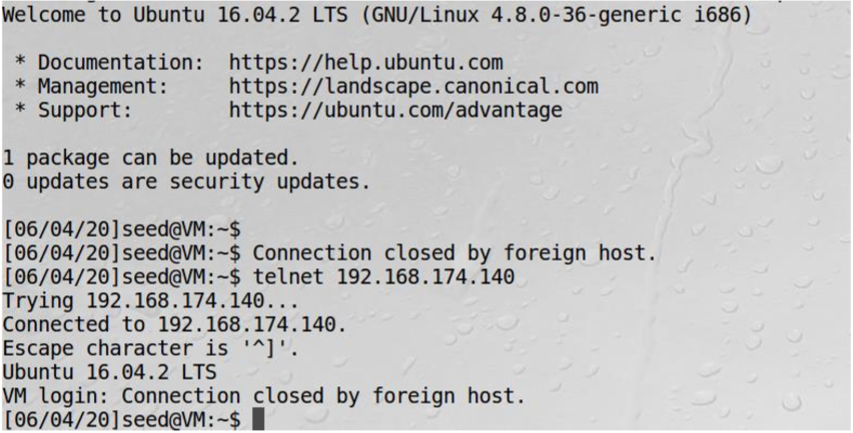 Welcome to Ubuntu 16.04.2 LTS (GNU/Linux 4.8.0-36-generic i686)
* Documentation:  https://help.ubuntu.com
* Management:     https://landscape.canonical.com
* Support:        https://ubuntu.com/advantage
1 package can be updated.
0 updates are security updates.
[06/04/20]seed@VM:~$
[06/04/20]seed@VM:~$ Connection closed by foreign host.
[06/04/20]seed@VM:~$ telnet 192.168.174.140
Trying 192.168.174.140...
Connected to 192.168.174.140.
Escape character is '^]'.
Ubuntu 16.04.2 LTS
VM login: Connection closed by foreign host.
[06/04/20]seed@VM:~$